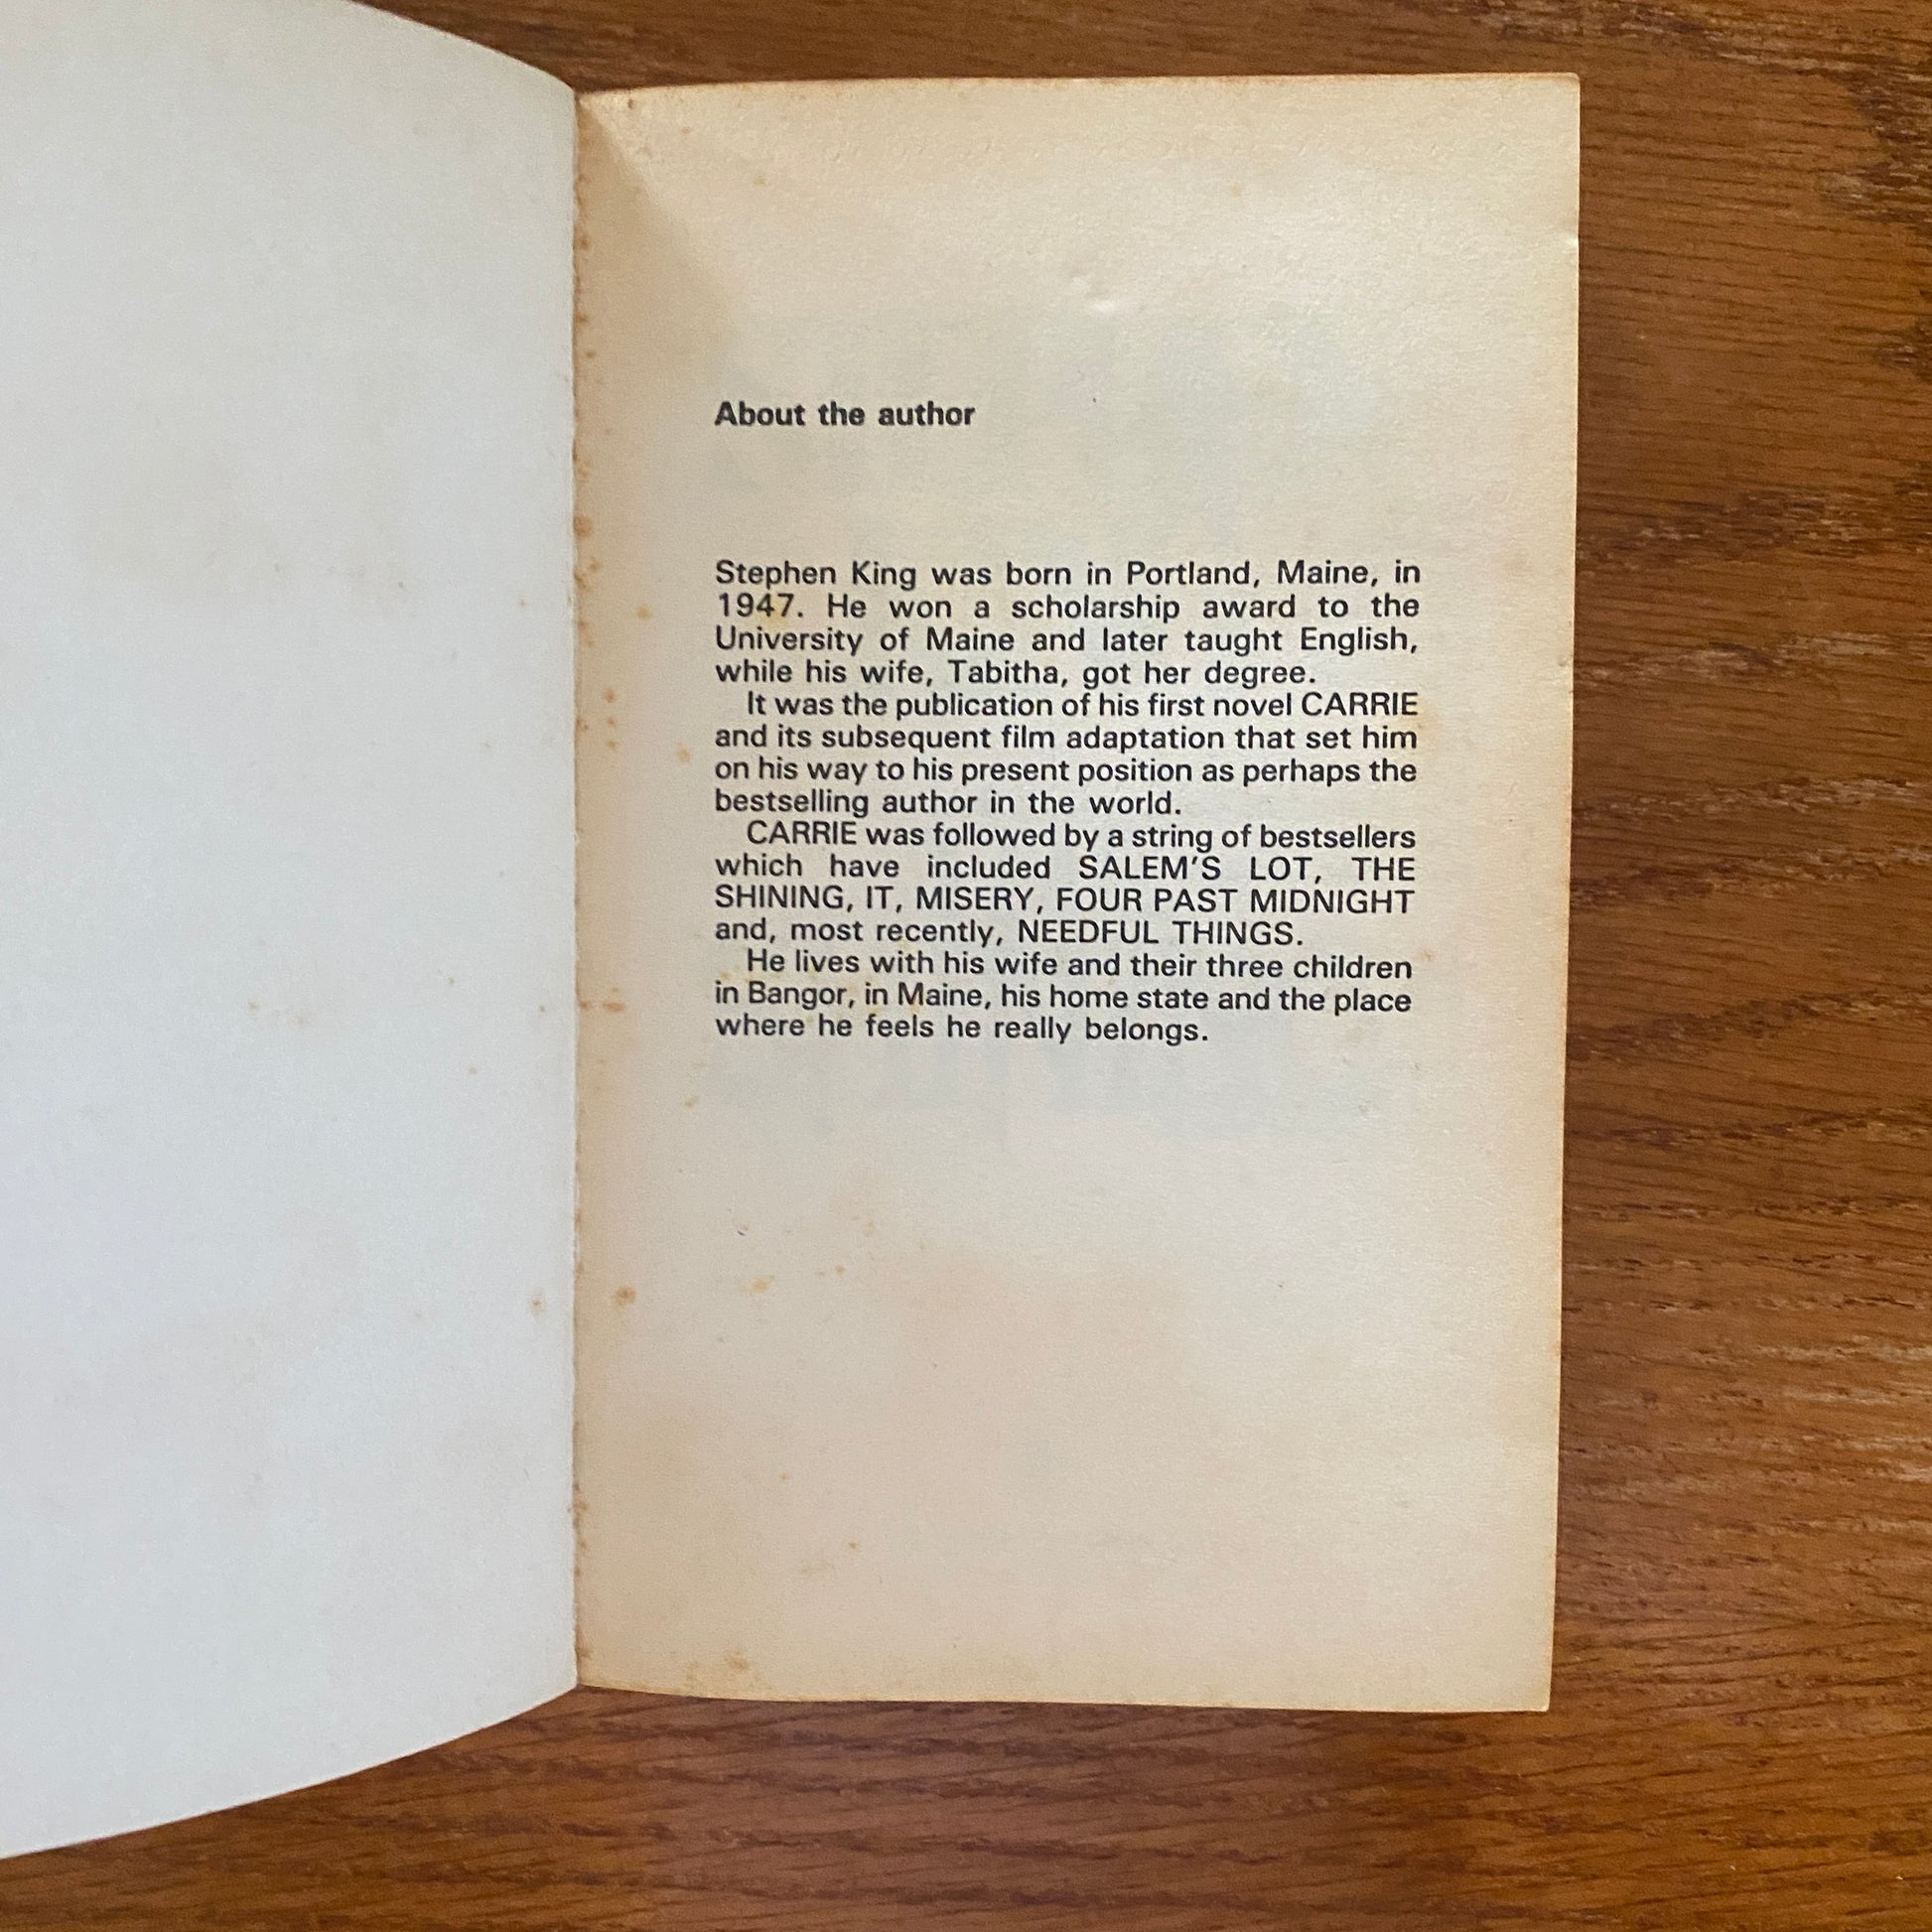 About the author
Stephen King was born in Portland, Maine, in
1947. He won a scholarship award to the
University of Maine and later taught English,
while his wife, Tabitha, got her degree.
It was the publication of his first novel CARRIE
and its subsequent film adaptation that set him
on his way to his present position as perhaps the
bestselling author in the world.
CARRIE was followed by a string of bestsellers
which have included SALEM'S LOT, THE
SHINING, IT, MISERY, FOUR PAST MIDNIGHT
and, most recently, NEEDFUL THINGS.
He lives with his wife and their three children
in Bangor, in Maine, his home state and the place
where he feels he really belongs.